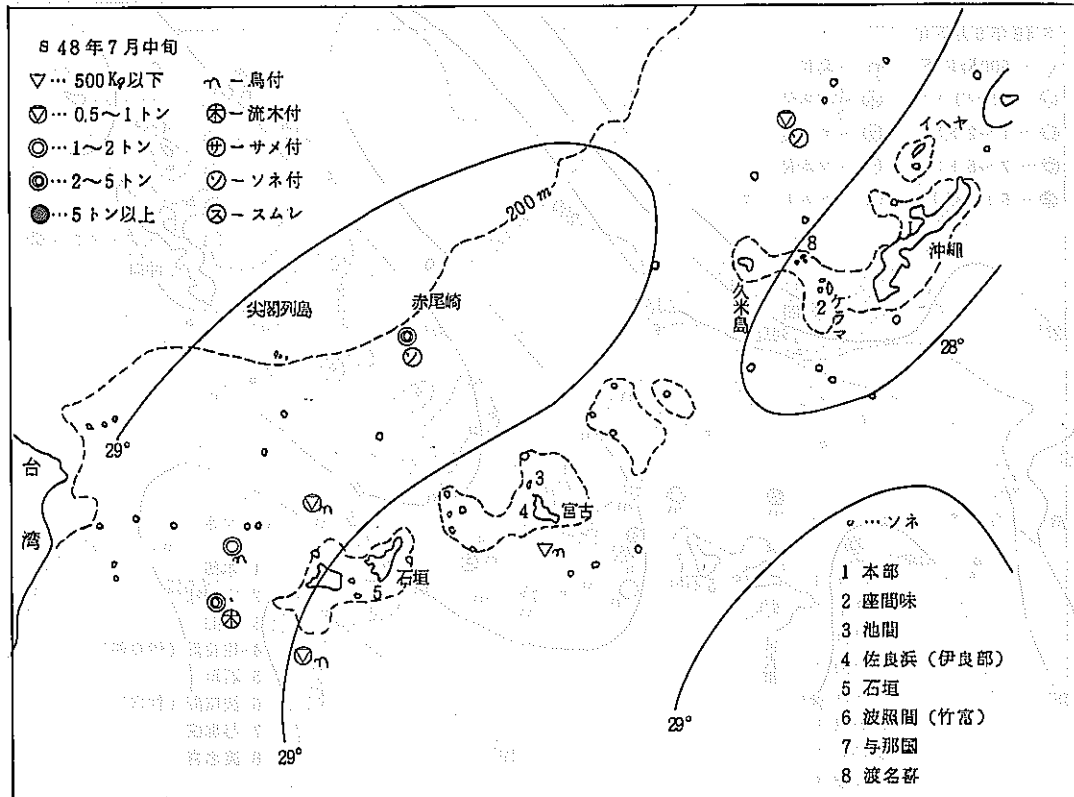 S 48年7月中旬
▽… 500Kg以下
… 0.5〜1トン
◯… 1〜2トン
◎… 2〜5トン
●…5トン以上
—鳥付
㊍—流木付
㋚—サメ付
㋞—ソネ付
㋜—スムレ
イヘヤ
200m
8
沖縄
久米島
ケラマ
2
1
尖閣列島
赤尾崎
ソ
ソ
28°
29°
台湾
3
4
宮古
石垣
5
木
29°
29°
…ソネ
1 本部
2 座間味
3 池間
4 佐良浜(伊良部)
5 石垣
6 波照間(竹富)
7 与那国
8 渡名喜